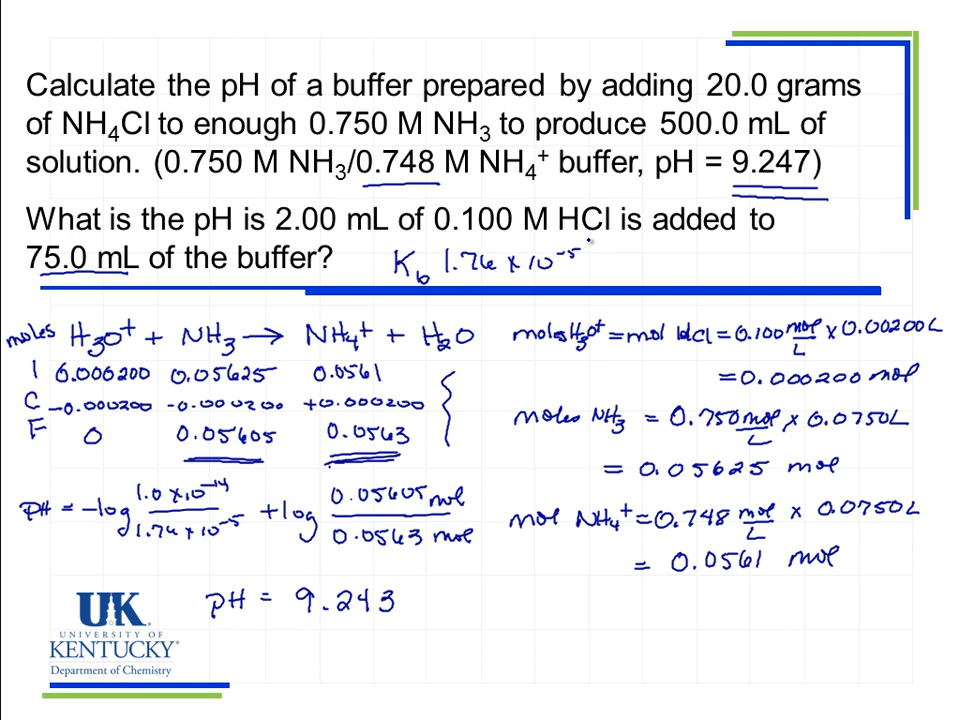 Calculate the pH of a buffer prepared by adding 20.0 grams
of NH₄Cl to enough 0.750 M NH₃ to produce 500.0 mL of
solution. (0.750 M NH₃/0.748 M NH₄⁺ buffer, pH = 9.247)
What is the pH is 2.00 mL of 0.100 M HCl is added to
75.0 mL of the buffer?
K_b 1.76 × 10⁻⁵
moles H₃O⁺ + NH₃ → NH₄⁺ + H₂O
I 0.000200 0.05625 0.0561
C -0.000200 -0.000200 +0.000200
F 0 0.05605 0.0563
pH = -log 1.0 × 10⁻¹⁴ / 1.76 × 10⁻⁵ + log 0.05605 mol / 0.0563 mol
pH = 9.243
moles H₃O⁺ = mol HCl = 0.100 mol/L × 0.00200 L
= 0.000200 mol
moles NH₃ = 0.750 mol/L × 0.0750 L
= 0.05625 mol
mol NH₄⁺ = 0.748 mol/L × 0.0750 L
= 0.0561 mol
UK
UNIVERSITY OF
KENTUCKY®
Department of Chemistry